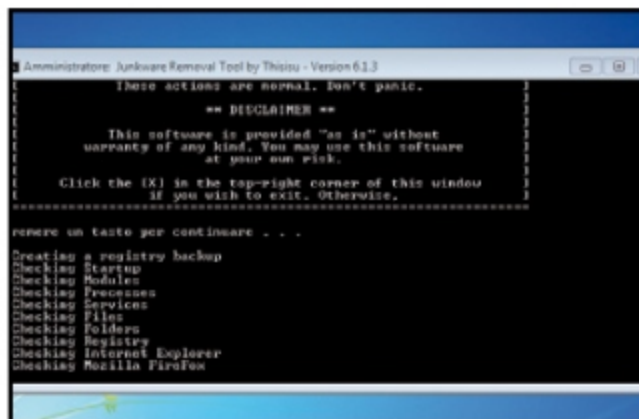 Amministratore: Junkware Removal Tool by Thisisu - Version 6.1.3
These actions are normal. Don't panic.
** DISCLAIMER **
This software is provided "as is" without
warranty of any kind. You may use this software
at your own risk.
Click the [X] in the top-right corner of this window
if you wish to exit. Otherwise,
remere un tasto per continuare . . .
Creating a registry backup
Checking Startup
Checking Modules
Checking Processes
Checking Services
Checking Files
Checking Folders
Checking Registry
Checking Internet Explorer
Checking Mozilla FireFox